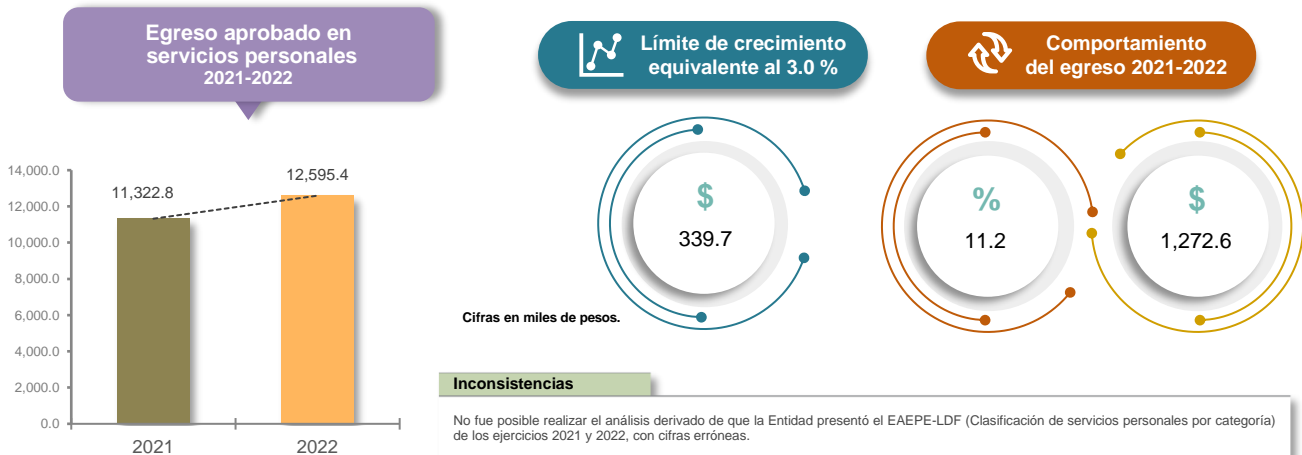 Egreso aprobado en
servicios personales
2021-2022
Límite de crecimiento
equivalente al 3.0 %
Comportamiento
del egreso 2021-2022
14,000.0
12,000.0
10,000.0
8,000.0
6,000.0
4,000.0
2,000.0
0.0
11,322.8
12,595.4
2021
2022
$
339.7
%
11.2
$
1,272.6
Cifras en miles de pesos.
Inconsistencias
No fue posible realizar el análisis derivado de que la Entidad presentó el EAEPE-LDF (Clasificación de servicios personales por categoría)
de los ejercicios 2021 y 2022, con cifras erróneas.